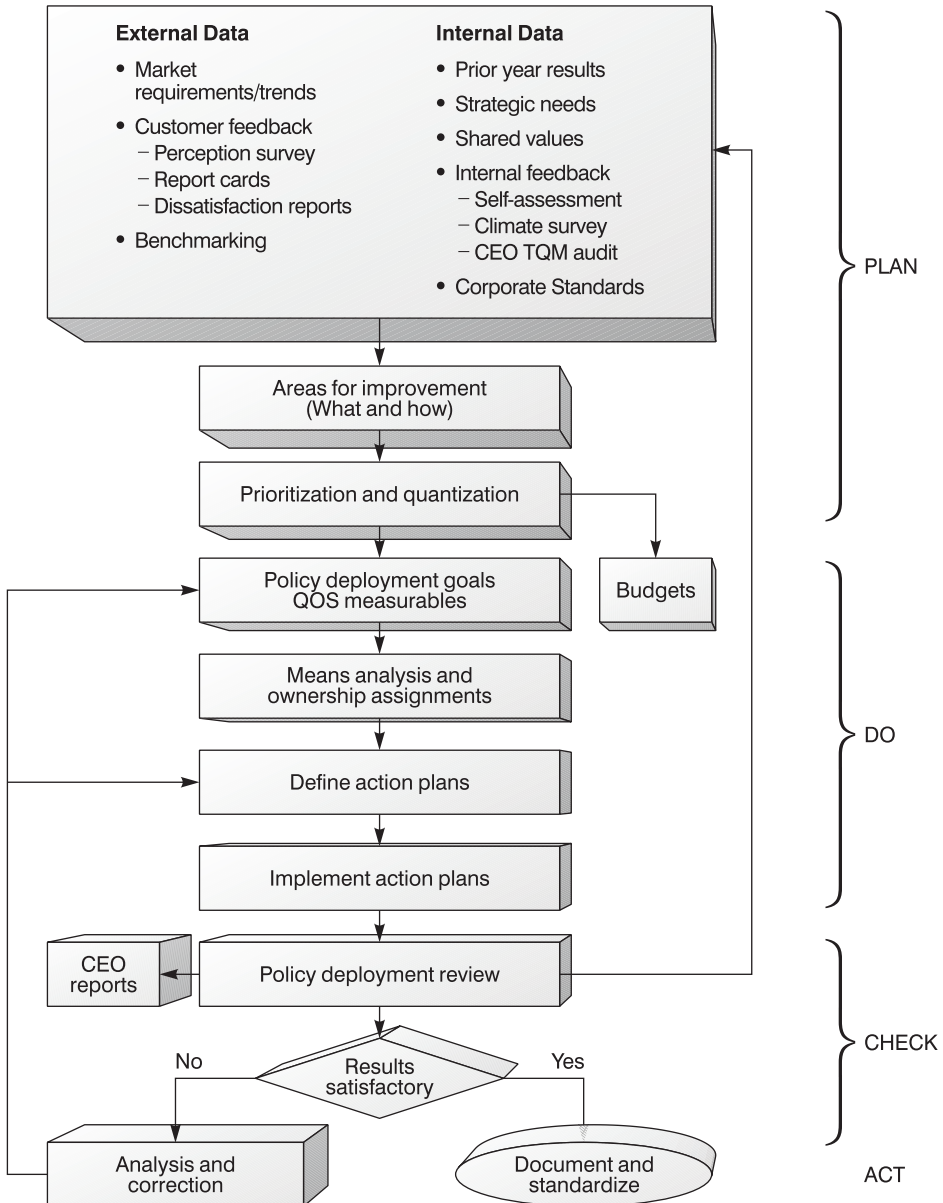 External Data
• Market
requirements/trends
• Customer feedback
– Perception survey
– Report cards
– Dissatisfaction reports
• Benchmarking
Internal Data
• Prior year results
• Strategic needs
• Shared values
• Internal feedback
– Self-assessment
– Climate survey
– CEO TQM audit
• Corporate Standards
PLAN
Areas for improvement
(What and how)
Prioritization and quantization
Policy deployment goals
QOS measurables
Budgets
Means analysis and
ownership assignments
DO
Define action plans
Implement action plans
CEO
reports
Policy deployment review
CHECK
No
Results
satisfactory
Yes
Analysis and
correction
Document and
standardize
ACT